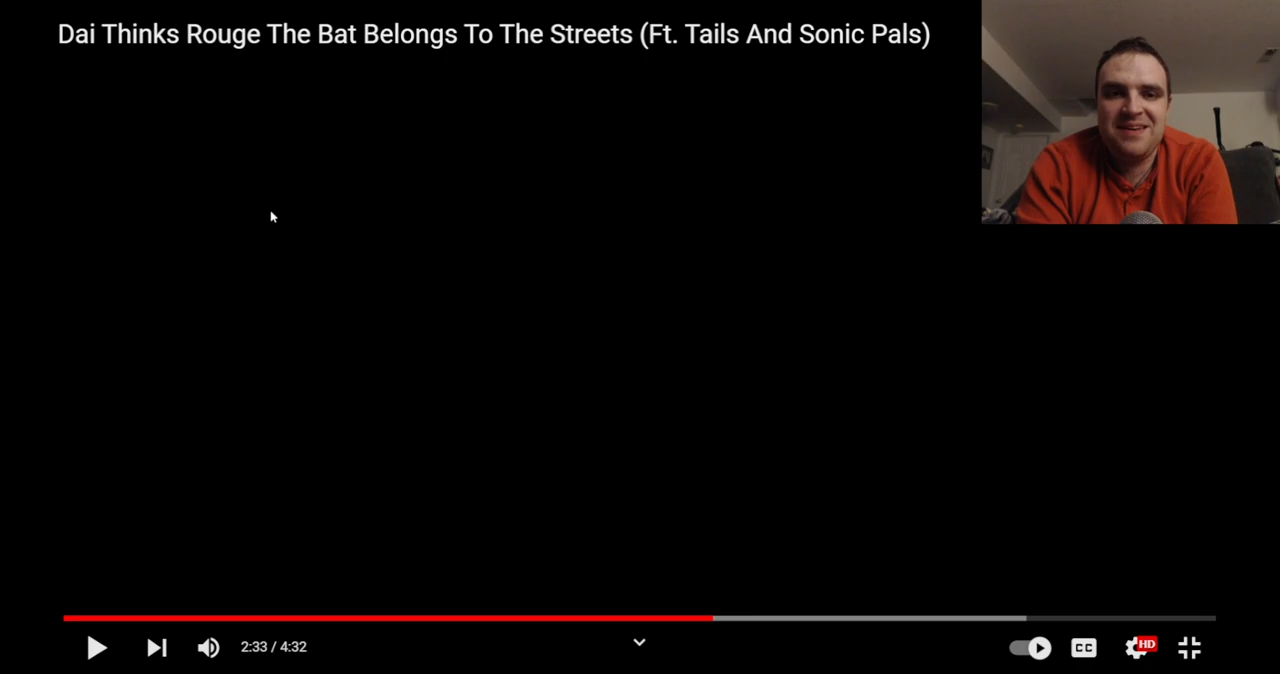 Dai Thinks Rouge The Bat Belongs To The Streets (Ft. Tails And Sonic Pals)
2:33 / 4:32
CC
HD